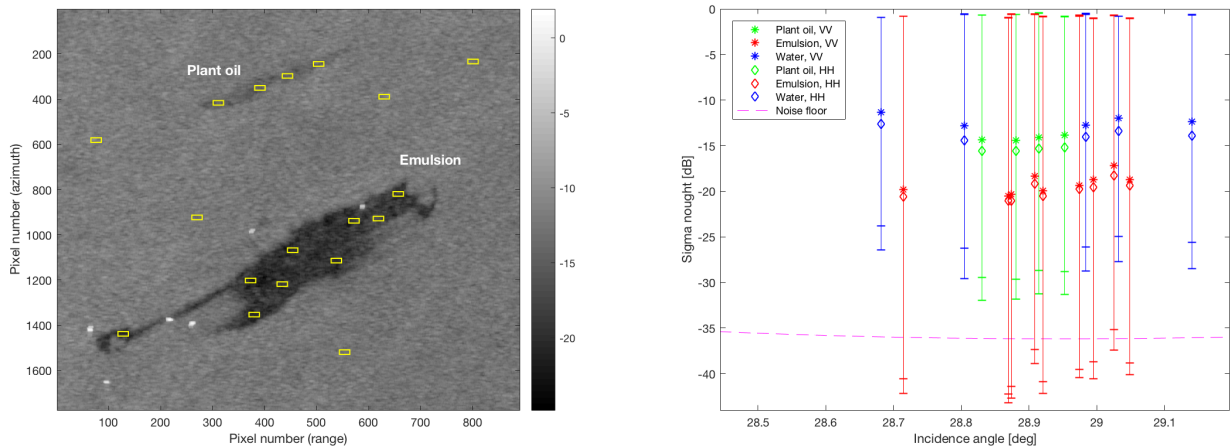 200
400
600
800
1000
1200
1400
1600
Pixel number (azimuth)
Plant oil
Emulsion
100
200
300
400
500
600
700
800
Pixel number (range)
0
-5
-10
-15
-20
0
-5
-10
-15
-20
-25
-30
-35
-40
Sigma nought [dB]
Plant oil, VV
Emulsion, VV
Water, VV
Plant oil, HH
Emulsion, HH
Water, HH
Noise floor
28.5
28.6
28.7
28.8
28.9
29
29.1
Incidence angle [deg]